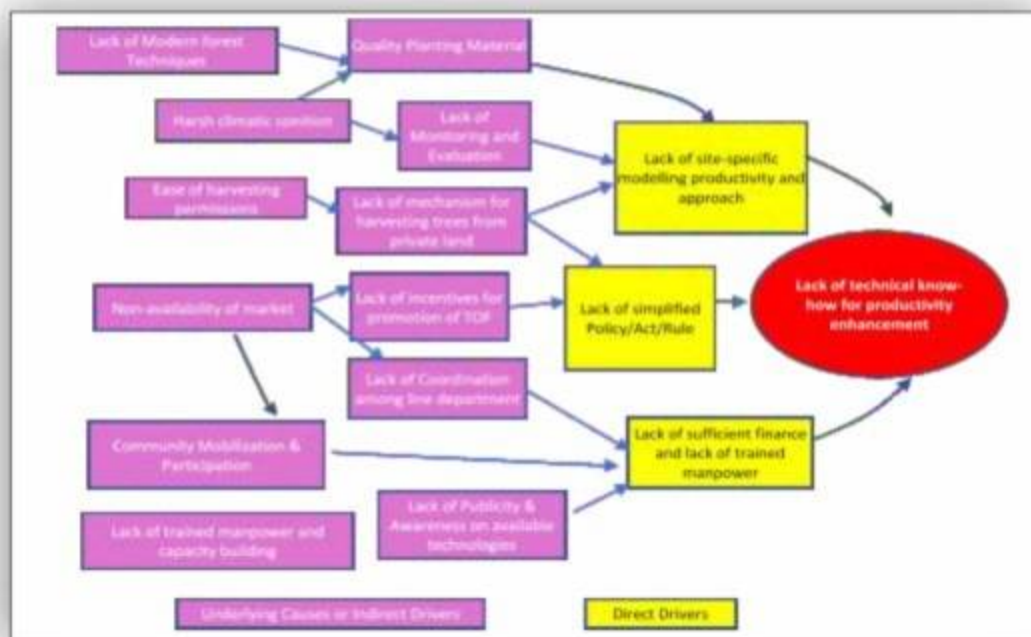 Lack of Modern forest
Techniques
Quality Planting Material
Harsh climatic
Lack of
Monitoring and
Evaluation
Lack of site-specific
modelling productivity and
approach
Ease of harvesting
permissions
Lack of mechanism for
harvesting trees from
private land
Lack of technical know-
how for productivity
enhancement
Non-availability of market
Lack of incentives for
promotion of TOF
Lack of simplified
Policy/Act/Rule
Lack of Coordination
among line department
Community Mobilization &
Participation
Lack of sufficient finance
and lack of trained
manpower
Lack of Publicity &
Awareness on available
technologies
Lack of trained manpower and
capacity building
Underlying Causes or Indirect Drivers
Direct Drivers